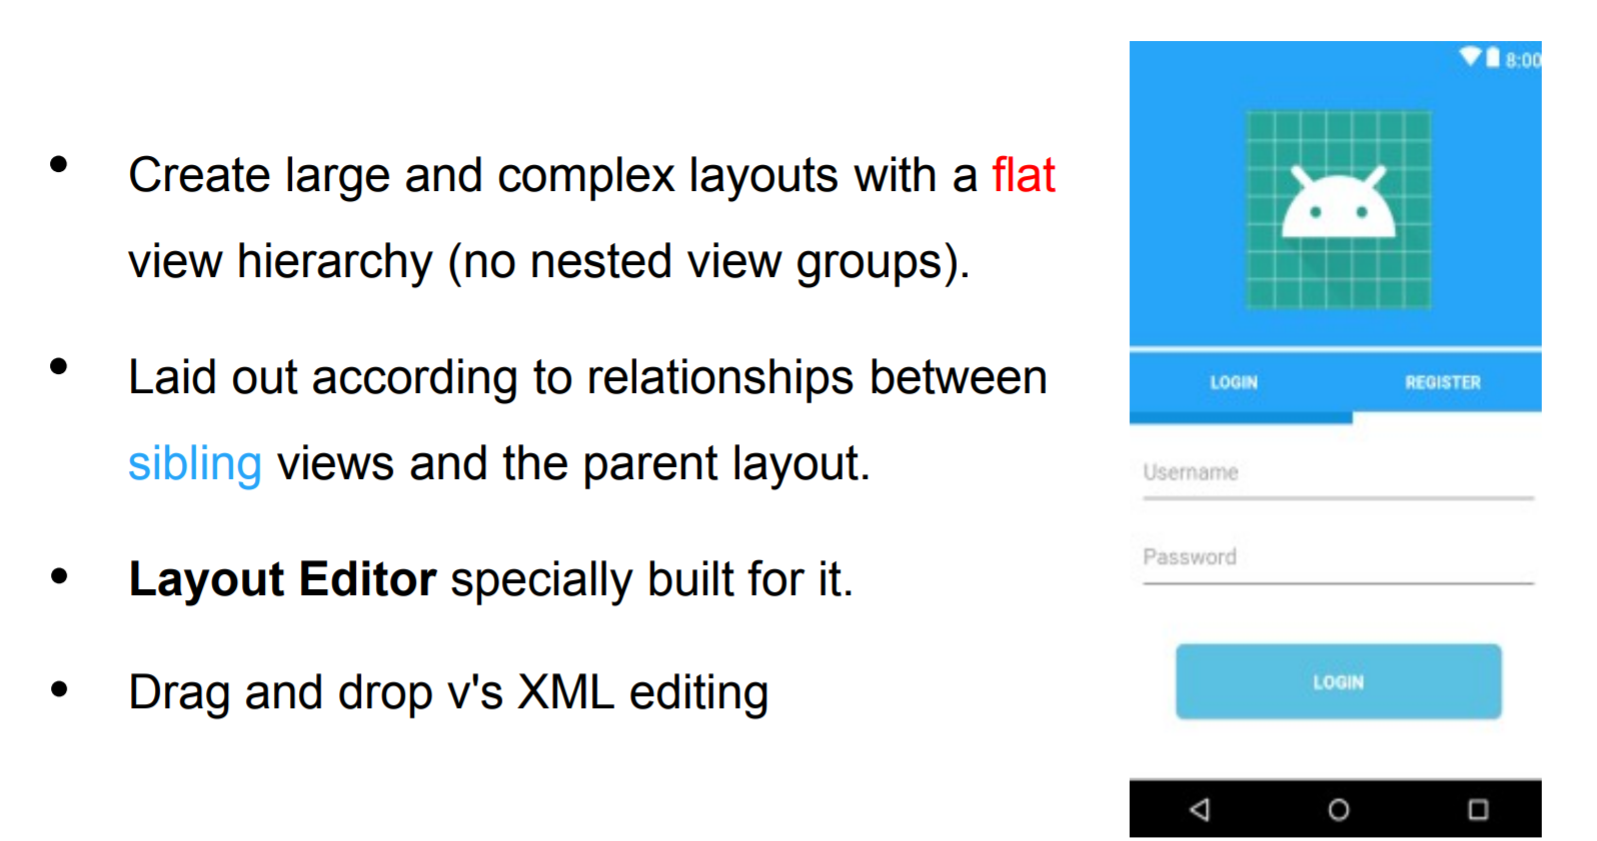 • Create large and complex layouts with a flat
view hierarchy (no nested view groups).
• Laid out according to relationships between
sibling views and the parent layout.
• Layout Editor specially built for it.
• Drag and drop v's XML editing
8:00
LOGIN REGISTER
Username
Password
LOGIN